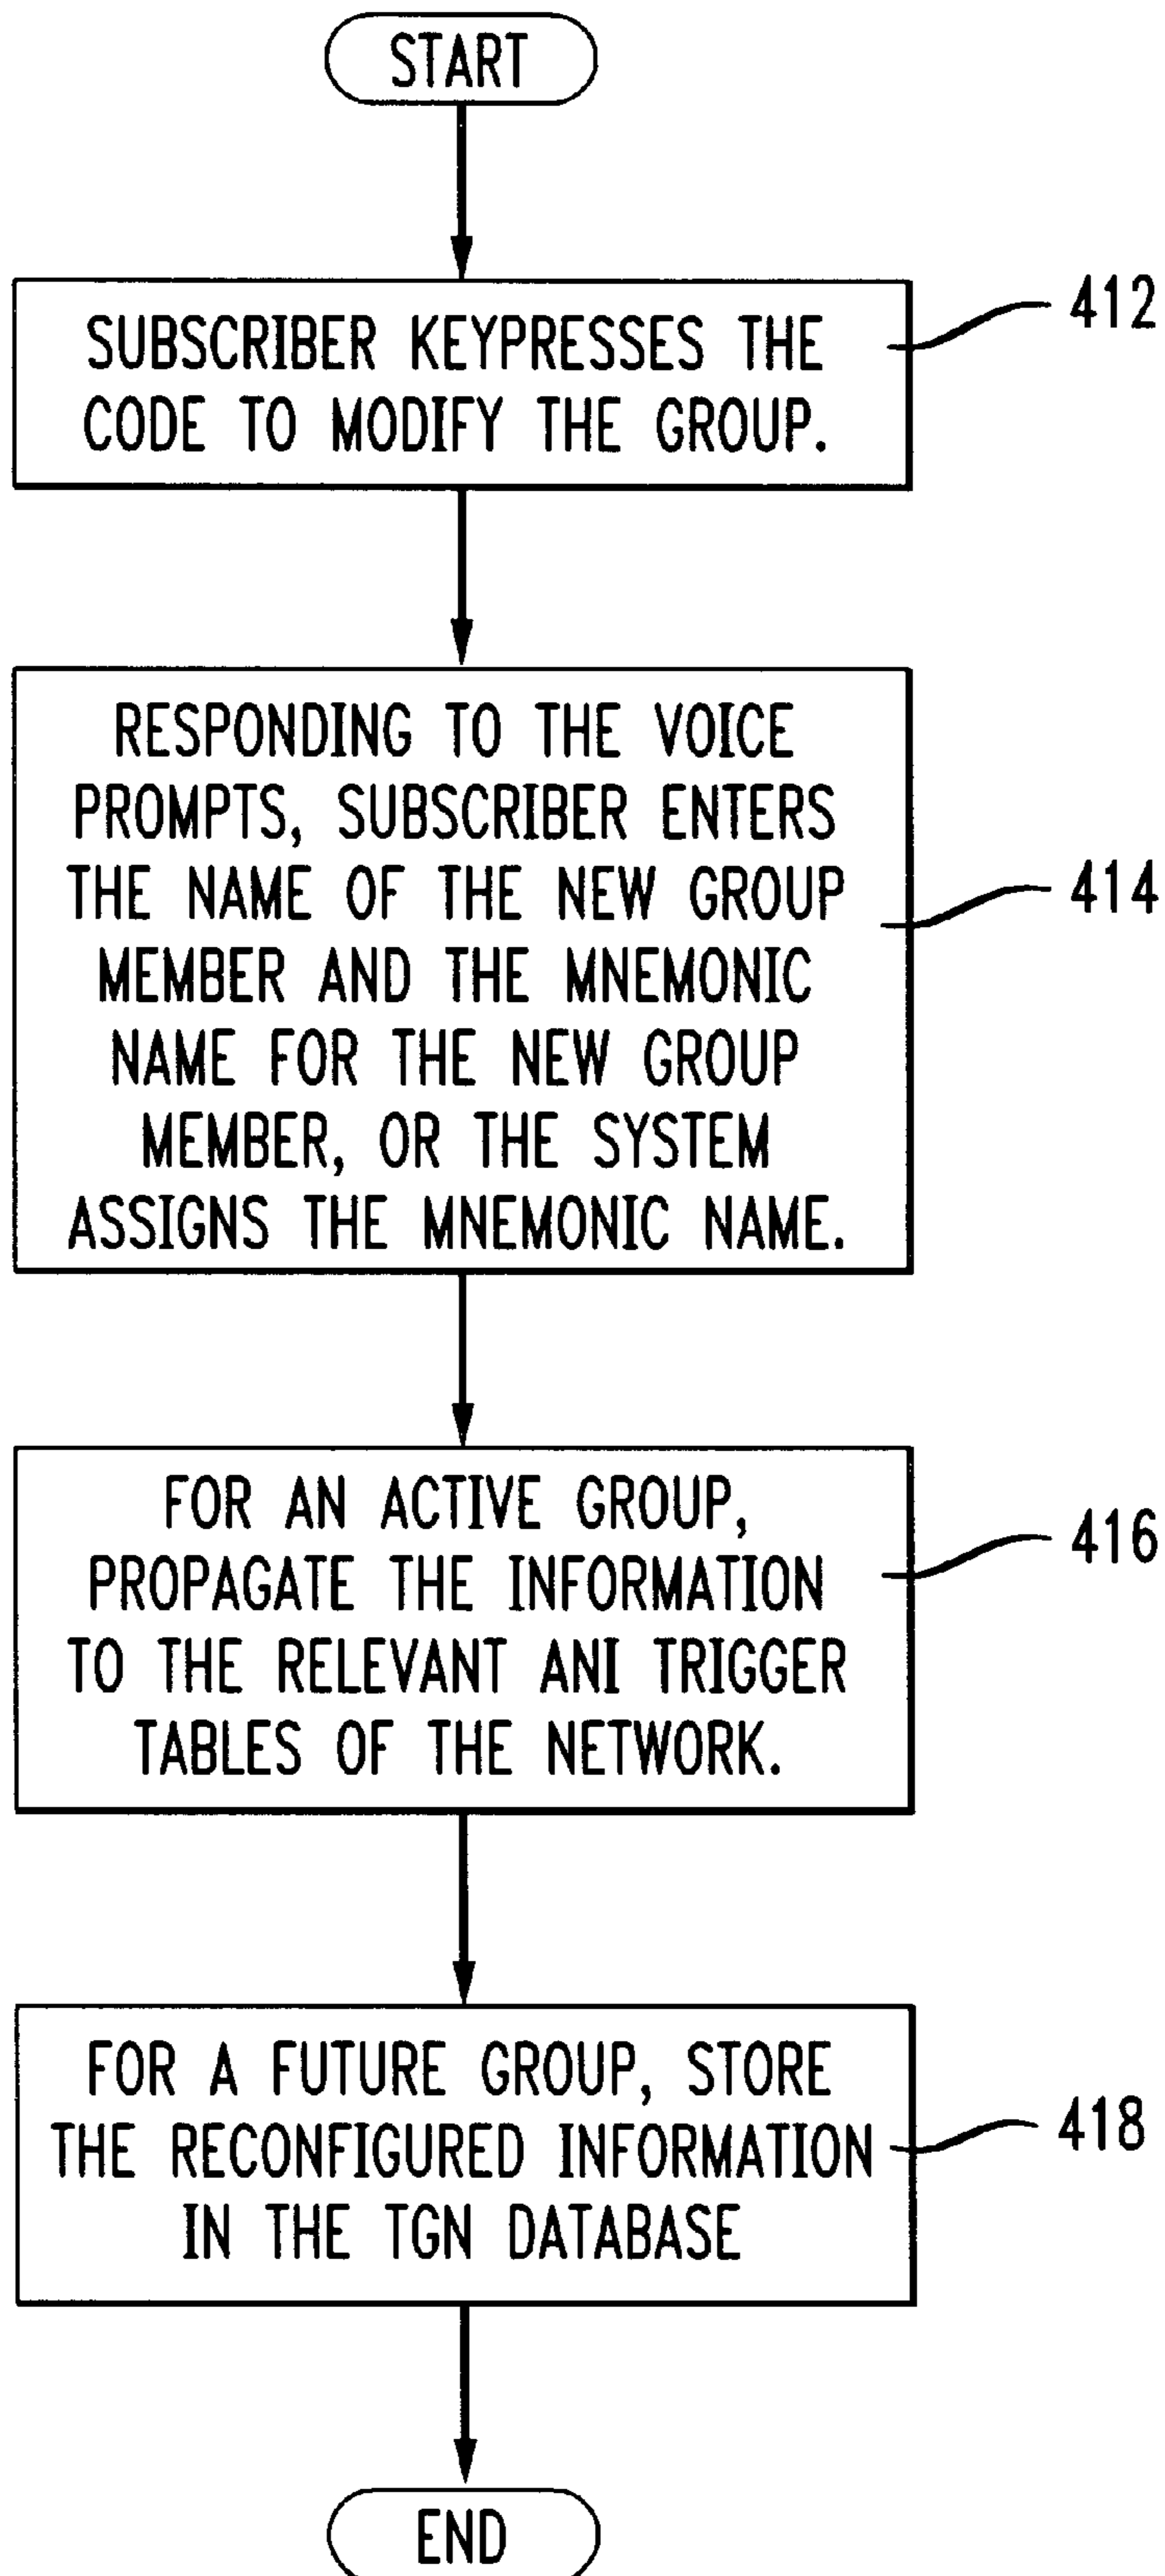 START
SUBSCRIBER KEYPRESSES THE
CODE TO MODIFY THE GROUP.
412
RESPONDING TO THE VOICE
PROMPTS, SUBSCRIBER ENTERS
THE NAME OF THE NEW GROUP
MEMBER AND THE MNEMONIC
NAME FOR THE NEW GROUP
MEMBER, OR THE SYSTEM
ASSIGNS THE MNEMONIC NAME.
414
FOR AN ACTIVE GROUP,
PROPAGATE THE INFORMATION
TO THE RELEVANT ANI TRIGGER
TABLES OF THE NETWORK.
416
FOR A FUTURE GROUP, STORE
THE RECONFIGURED INFORMATION
IN THE TGN DATABASE
418
END